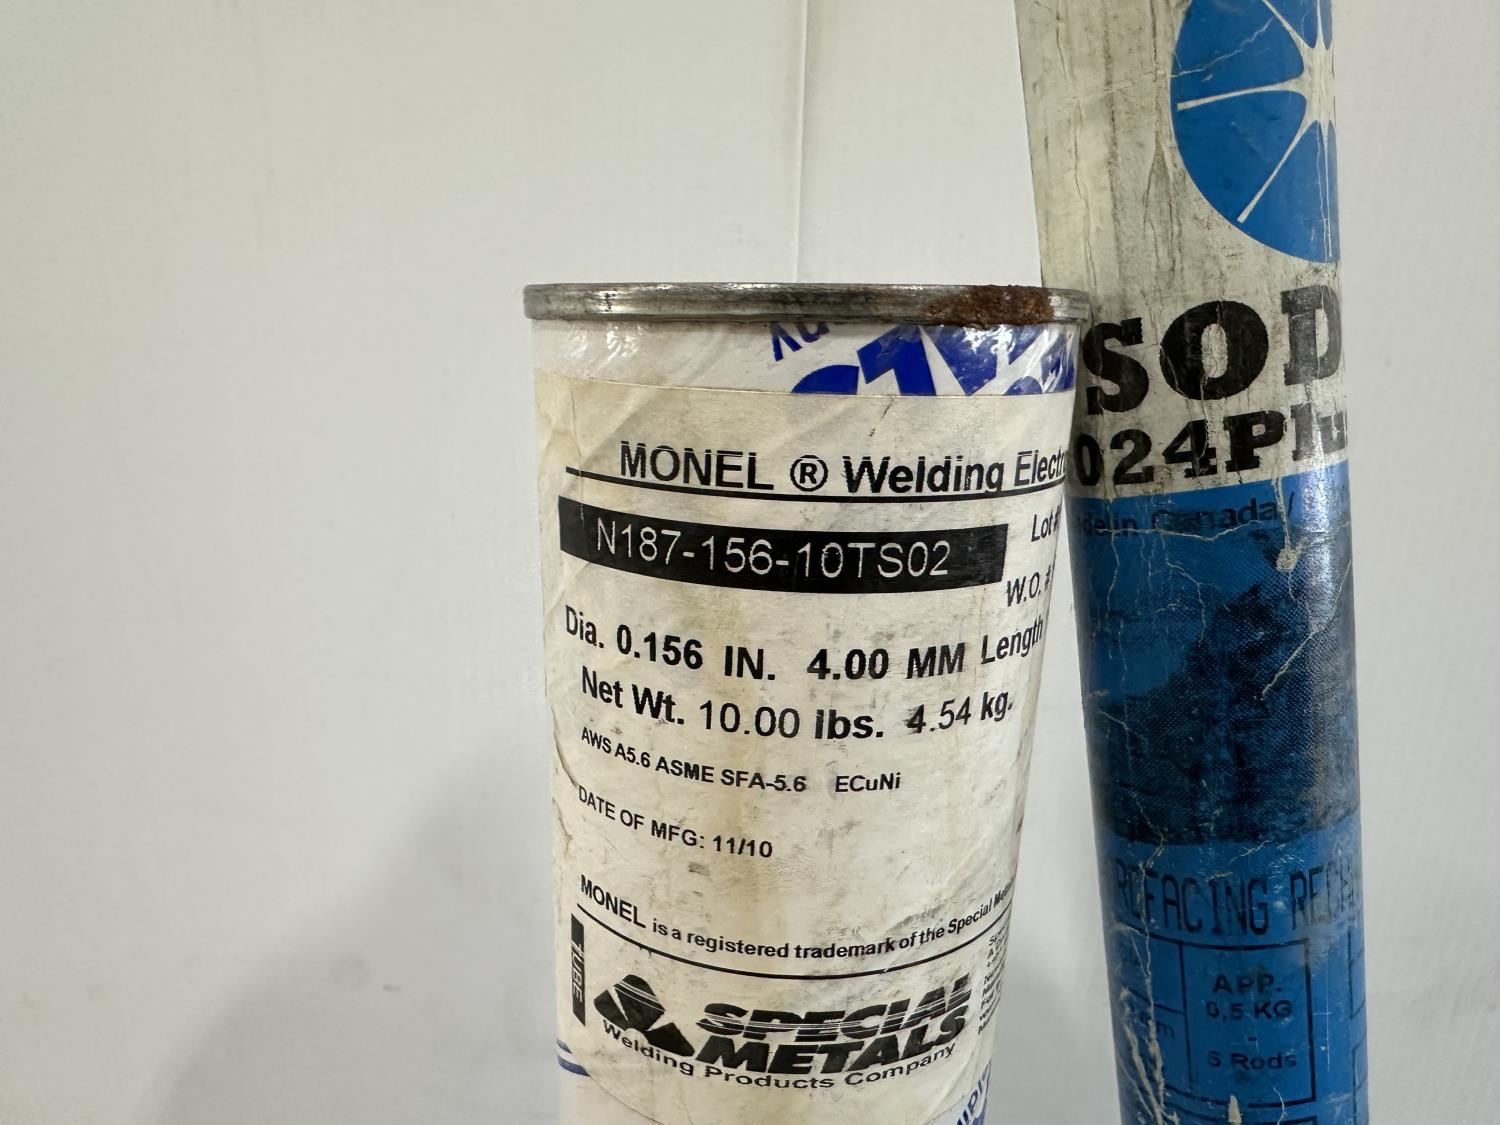 MONEL ® Welding
N187-156-10TS02
Lot
W.O. #
Dia. 0.156 IN. 4.00 MM Length
Net Wt. 10.00 lbs. 4.54 kg.
AWS A5.6 ASME SFA-5.6 ECuNi
DATE OF MFG: 11/10
MONEL is a registered trademark of the Special
TUBE
SPECIAL
METALS
Welding Products Company
SOD
024Plu
in Canada /
APP.
0,5 KG
-
5 Rods